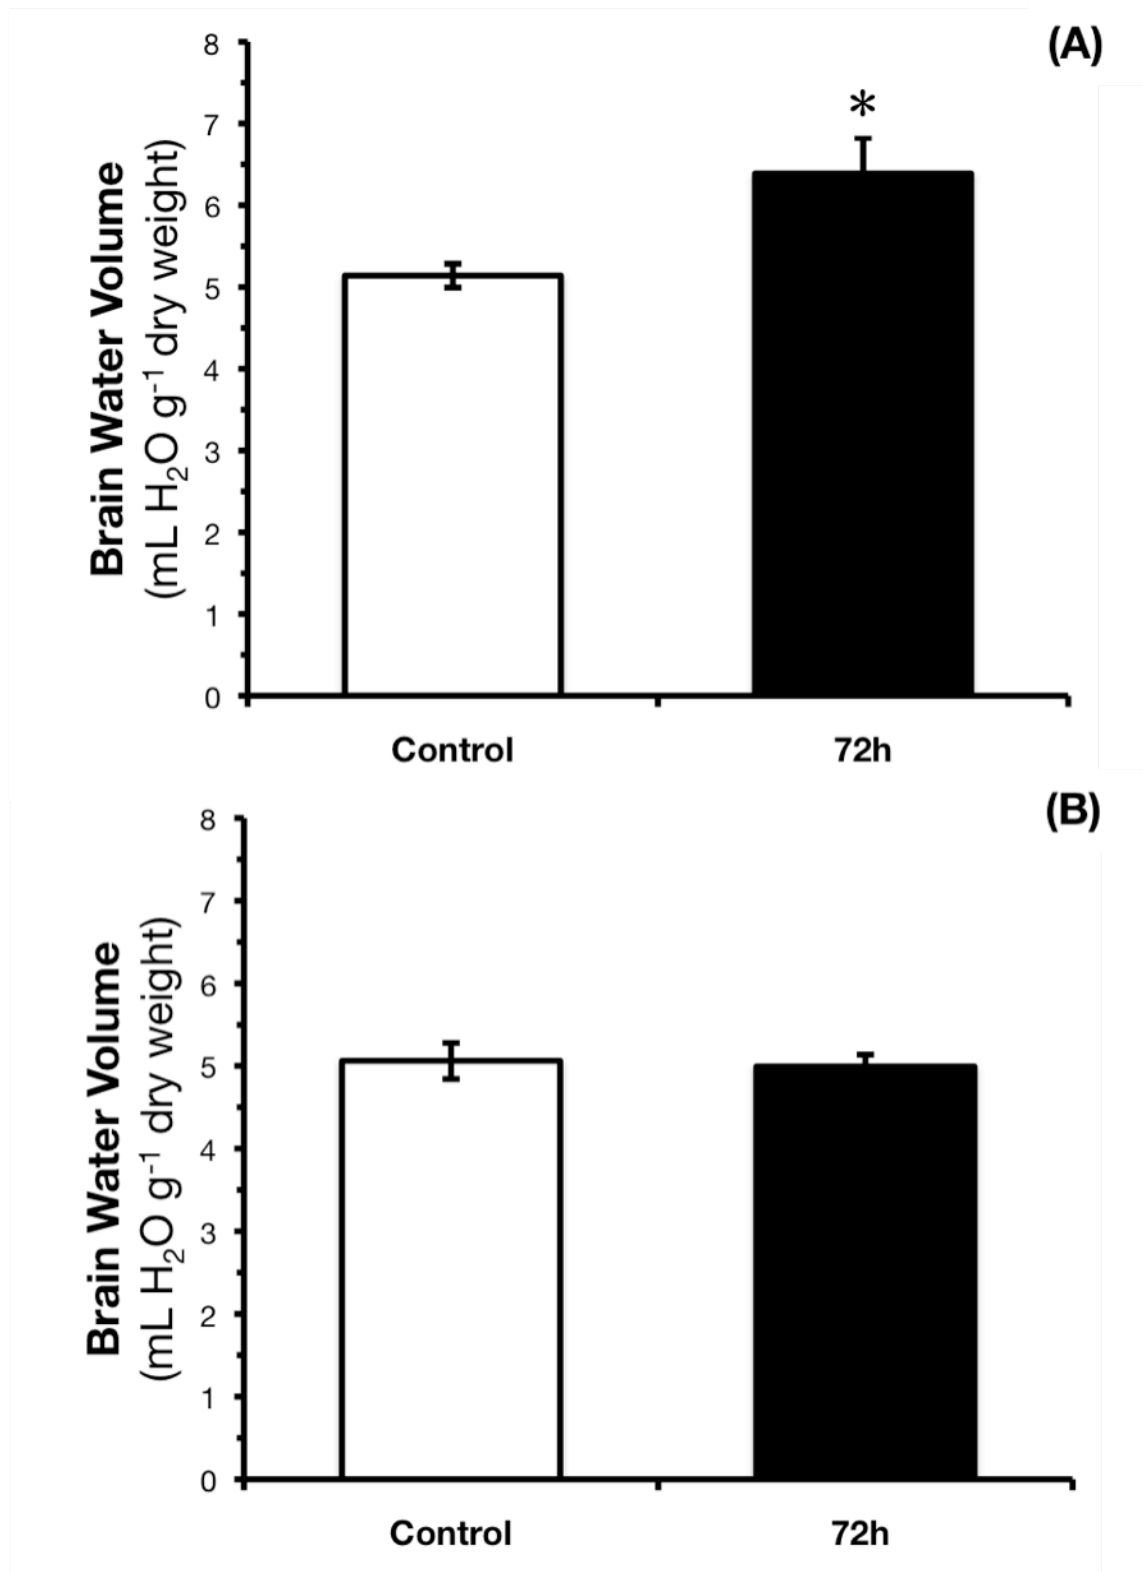 (A)
Brain Water Volume
(mL H₂O g⁻¹ dry weight)
8
7
6
5
4
3
2
1
0
*
Control 72h
(B)
Brain Water Volume
(mL H₂O g⁻¹ dry weight)
8
7
6
5
4
3
2
1
0
Control 72h